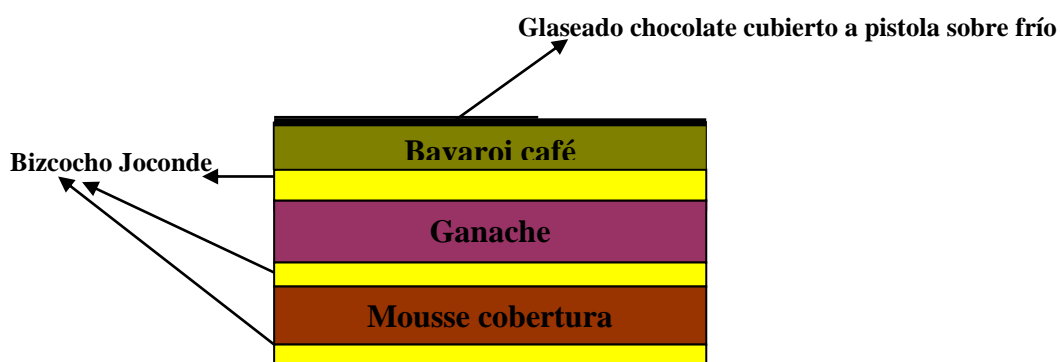 Glaseado chocolate cubierto a pistola sobre frío
Bavaroi café
Bizcocho Joconde
Ganache
Mousse cobertura